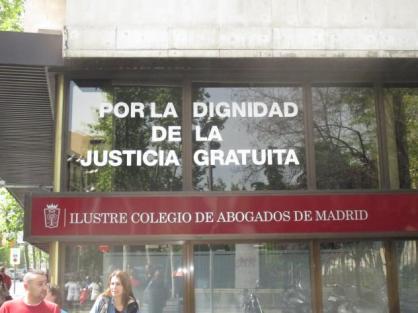 POR LA DIGNIDAD
DE LA
JUSTICIA GRATUITA
ILUSTRE COLEGIO DE ABOGADOS DE MADRID